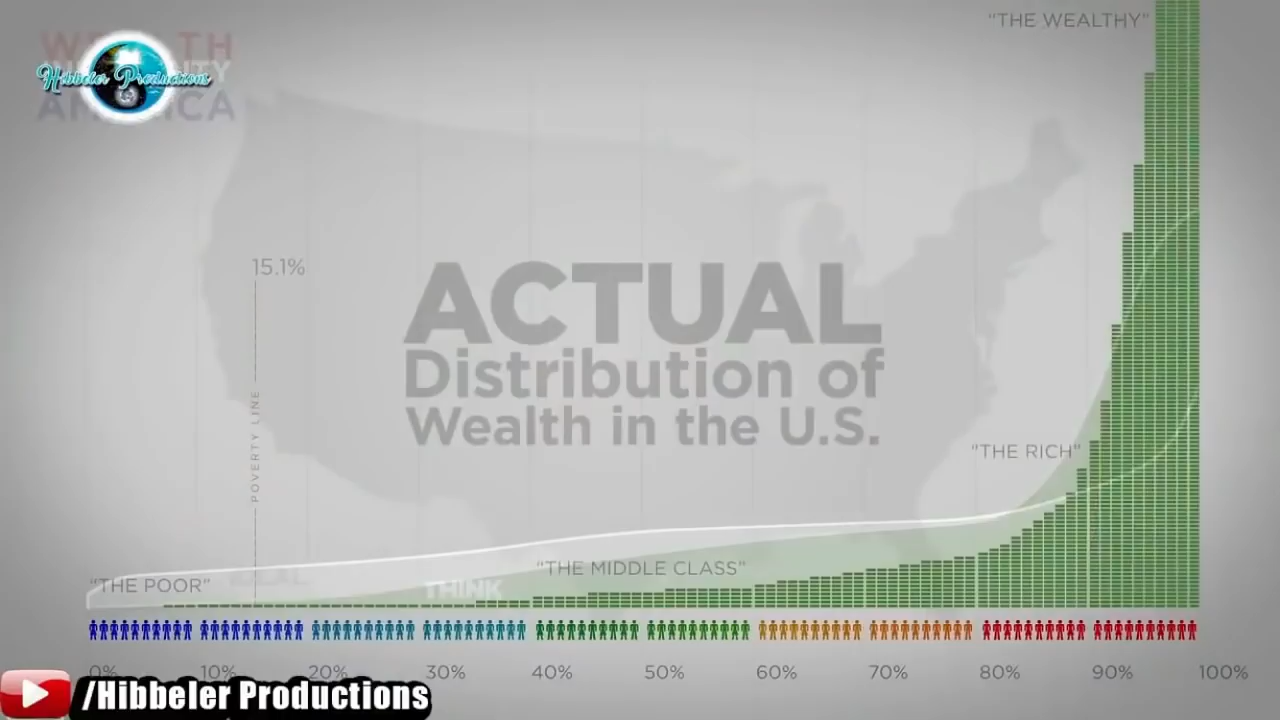 "THE WEALTHY"
Hibbeler Productions
15.1%
ACTUAL
Distribution of
Wealth in the U.S.
POVERTY LINE
"THE RICH"
"THE MIDDLE CLASS"
"THE POOR"
THINK
0% 10% 20% 30% 40% 50% 60% 70% 80% 90% 100%
/Hibbeler Productions